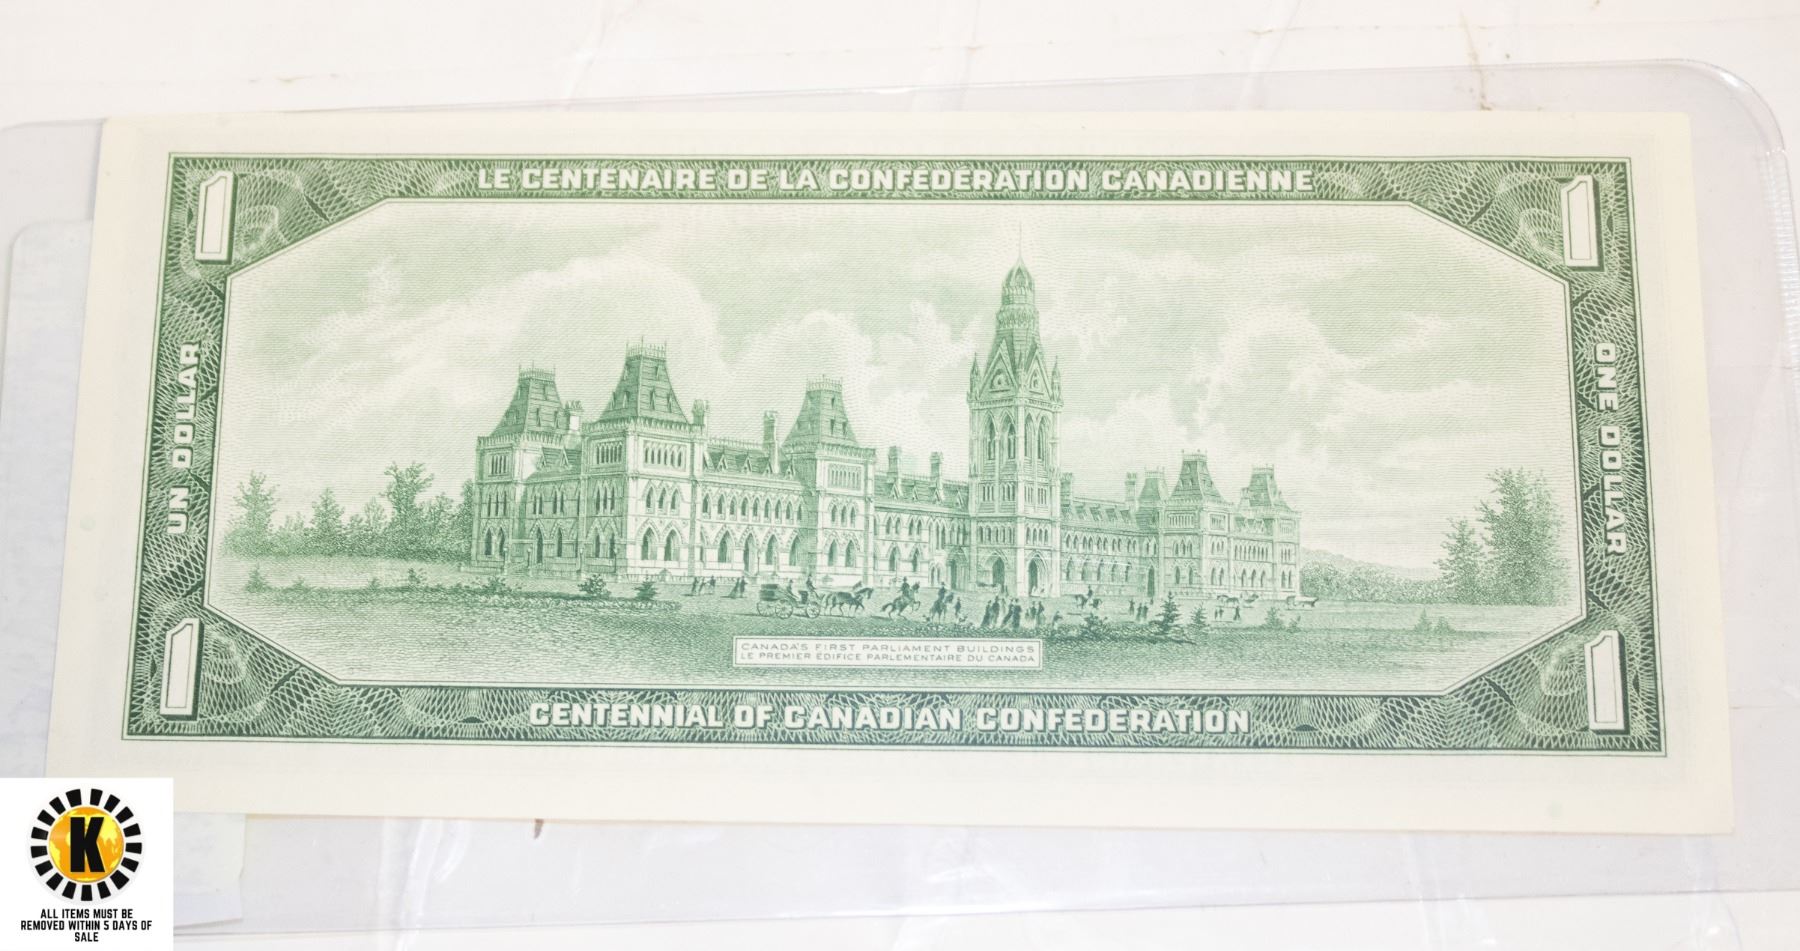 LE CENTENAIRE DE LA CONFÉDÉRATION CANADIENNE
1
1
UN DOLLAR
ONE DOLLAR
CANADA'S FIRST PARLIAMENT BUILDINGS
LE PREMIER ÉDIFICE PARLEMENTAIRE DU CANADA
1
1
CENTENNIAL OF CANADIAN CONFEDERATION
K
ALL ITEMS MUST BE
REMOVED WITHIN 5 DAYS OF
SALE